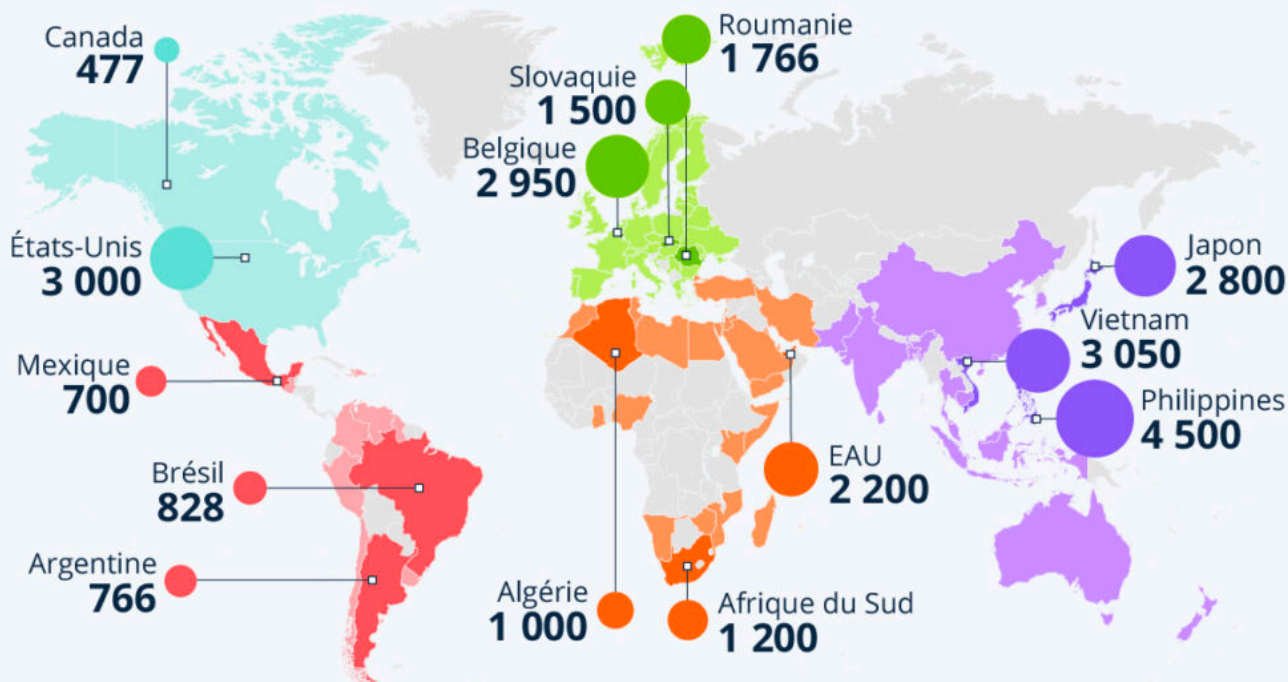 Canada
477
Roumanie
1 766
Slovaquie
1 500
Belgique
2 950
États-Unis
3 000
Japon
2 800
Vietnam
3 050
Mexique
700
Philippines
4 500
Brésil
828
EAU
2 200
Argentine
766
Algérie
1 000
Afrique du Sud
1 200